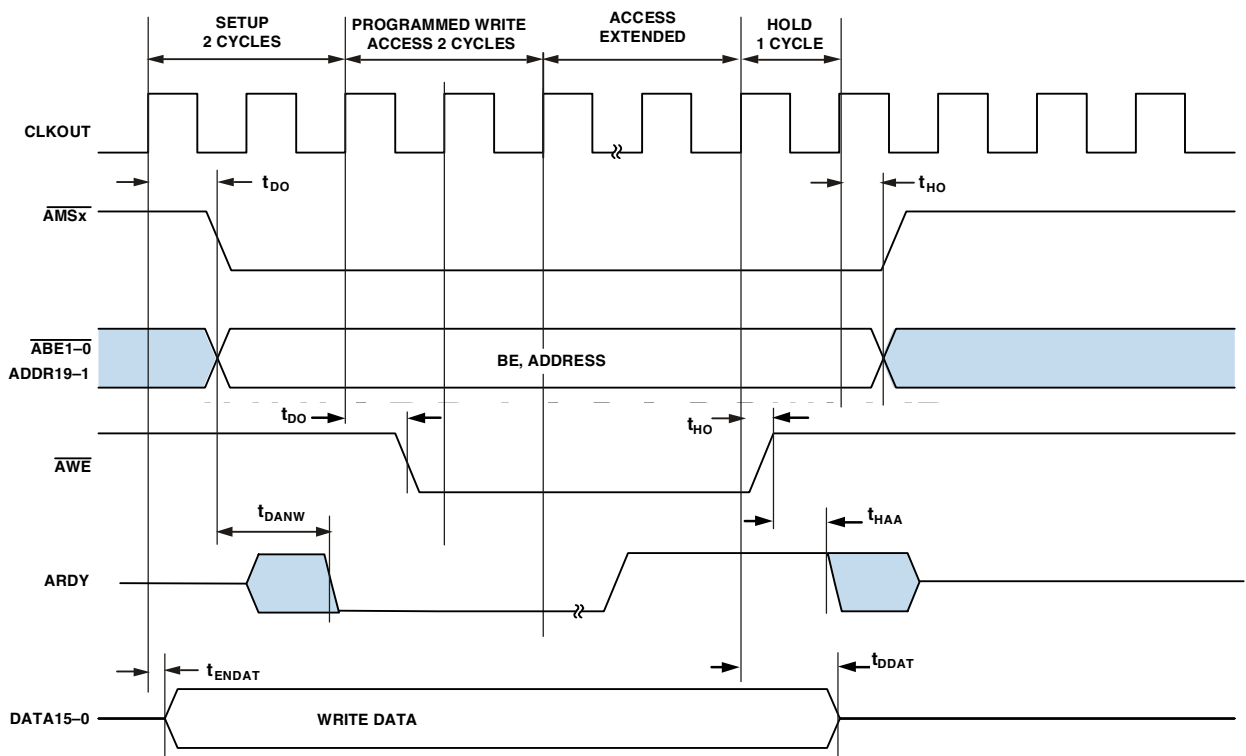 SETUP
2 CYCLES
PROGRAMMED WRITE
ACCESS 2 CYCLES
ACCESS
EXTENDED
HOLD
1 CYCLE
CLKOUT
tDO
tHO
AMSx
ABE1–0
ADDR19–1
BE, ADDRESS
tDO
tHO
AWE
tDANW
tHAA
ARDY
tENDAT
tDDAT
DATA15–0
WRITE DATA